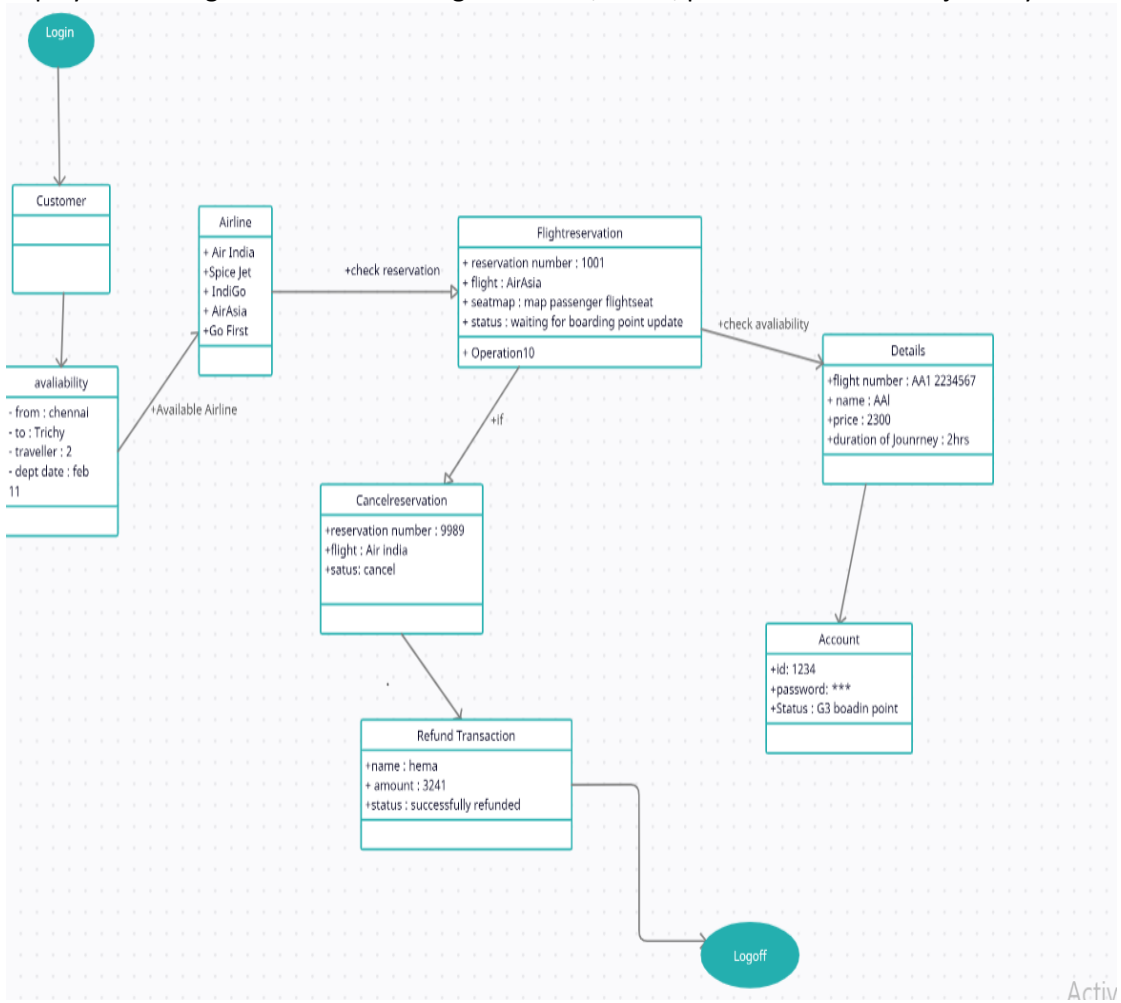 Login
Customer
avaliability
- from : chennai
- to : Trichy
- traveller : 2
- dept date : feb
11
+Available Airline
Airline
+ Air India
+Spice Jet
+ IndiGo
+ AirAsia
+Go First
+check reservation
Flightreservation
+ reservation number : 1001
+ flight : AirAsia
+ seatmap : map passenger flightseat
+ status : waiting for boarding point update
+ Operation10
+check avaliability
Details
+flight number : AA1 2234567
+ name : AAI
+price : 2300
+duration of Jounrney : 2hrs
+if
Cancelreservation
+reservation number : 9989
+flight : Air india
+satus: cancel
Account
+id: 1234
+password: ***
+Status : G3 boadin point
Refund Transaction
+name : hema
+ amount : 3241
+status : successfully refunded
Logoff
Activ